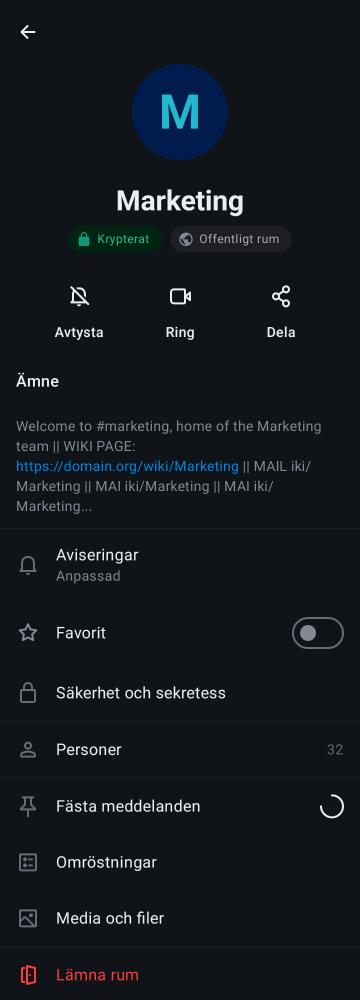 M
Marketing
Krypterat
Offentligt rum
Avtysta
Ring
Dela
Ämne
Welcome to #marketing, home of the Marketing
team || WIKI PAGE:
https://domain.org/wiki/Marketing || MAIL iki/
Marketing || MAI iki/Marketing || MAI iki/
Marketing...
Aviseringar
Anpassad
Favorit
Säkerhet och sekretess
Personer 32
Fästa meddelanden
Omröstningar
Media och filer
Lämna rum